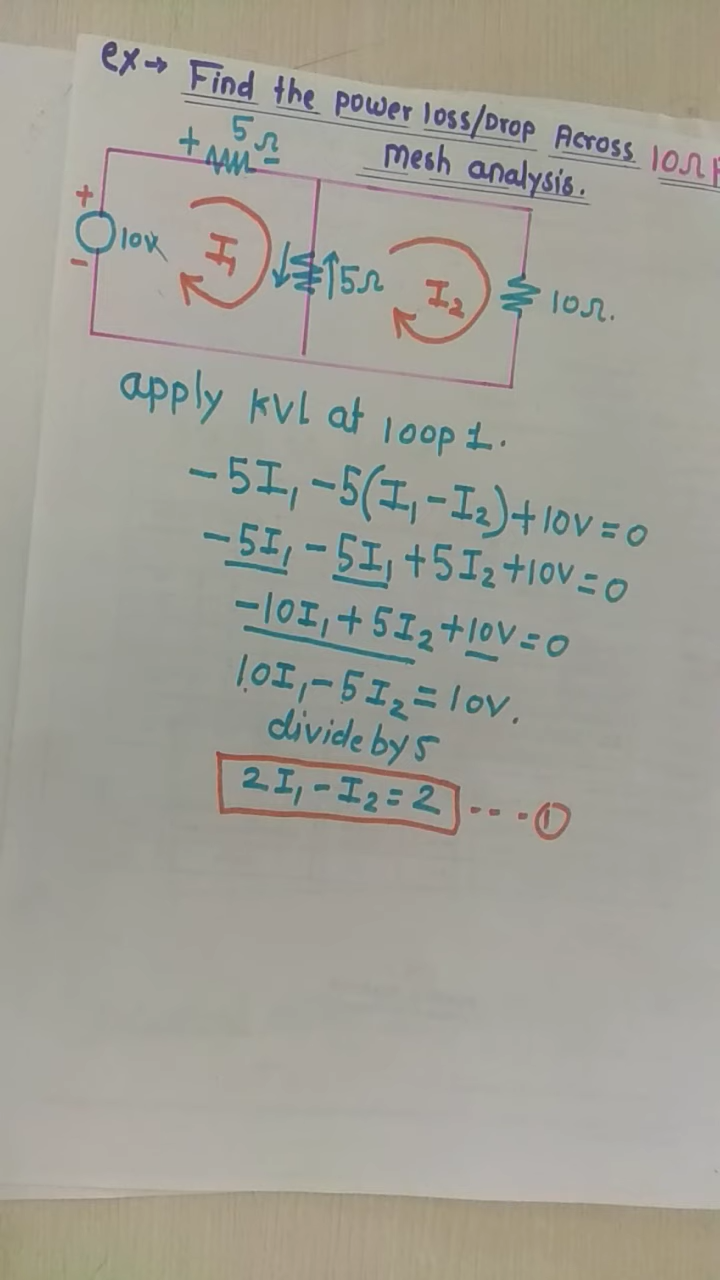 ex→ Find the power loss/Drop Across 10Ω
mesh analysis.
+ 5Ω -
+
10V
-
I₁
↓ ↑5Ω
I₂
10Ω.
apply KVL at loop 1.
-5I₁ -5(I₁-I₂)+10V=0
-5I₁ -5I₁ +5I₂ +10V=0
-10I₁ + 5I₂ +10V=0
10I₁-5I₂=10V.
divide by 5
2I₁-I₂=2 ----①